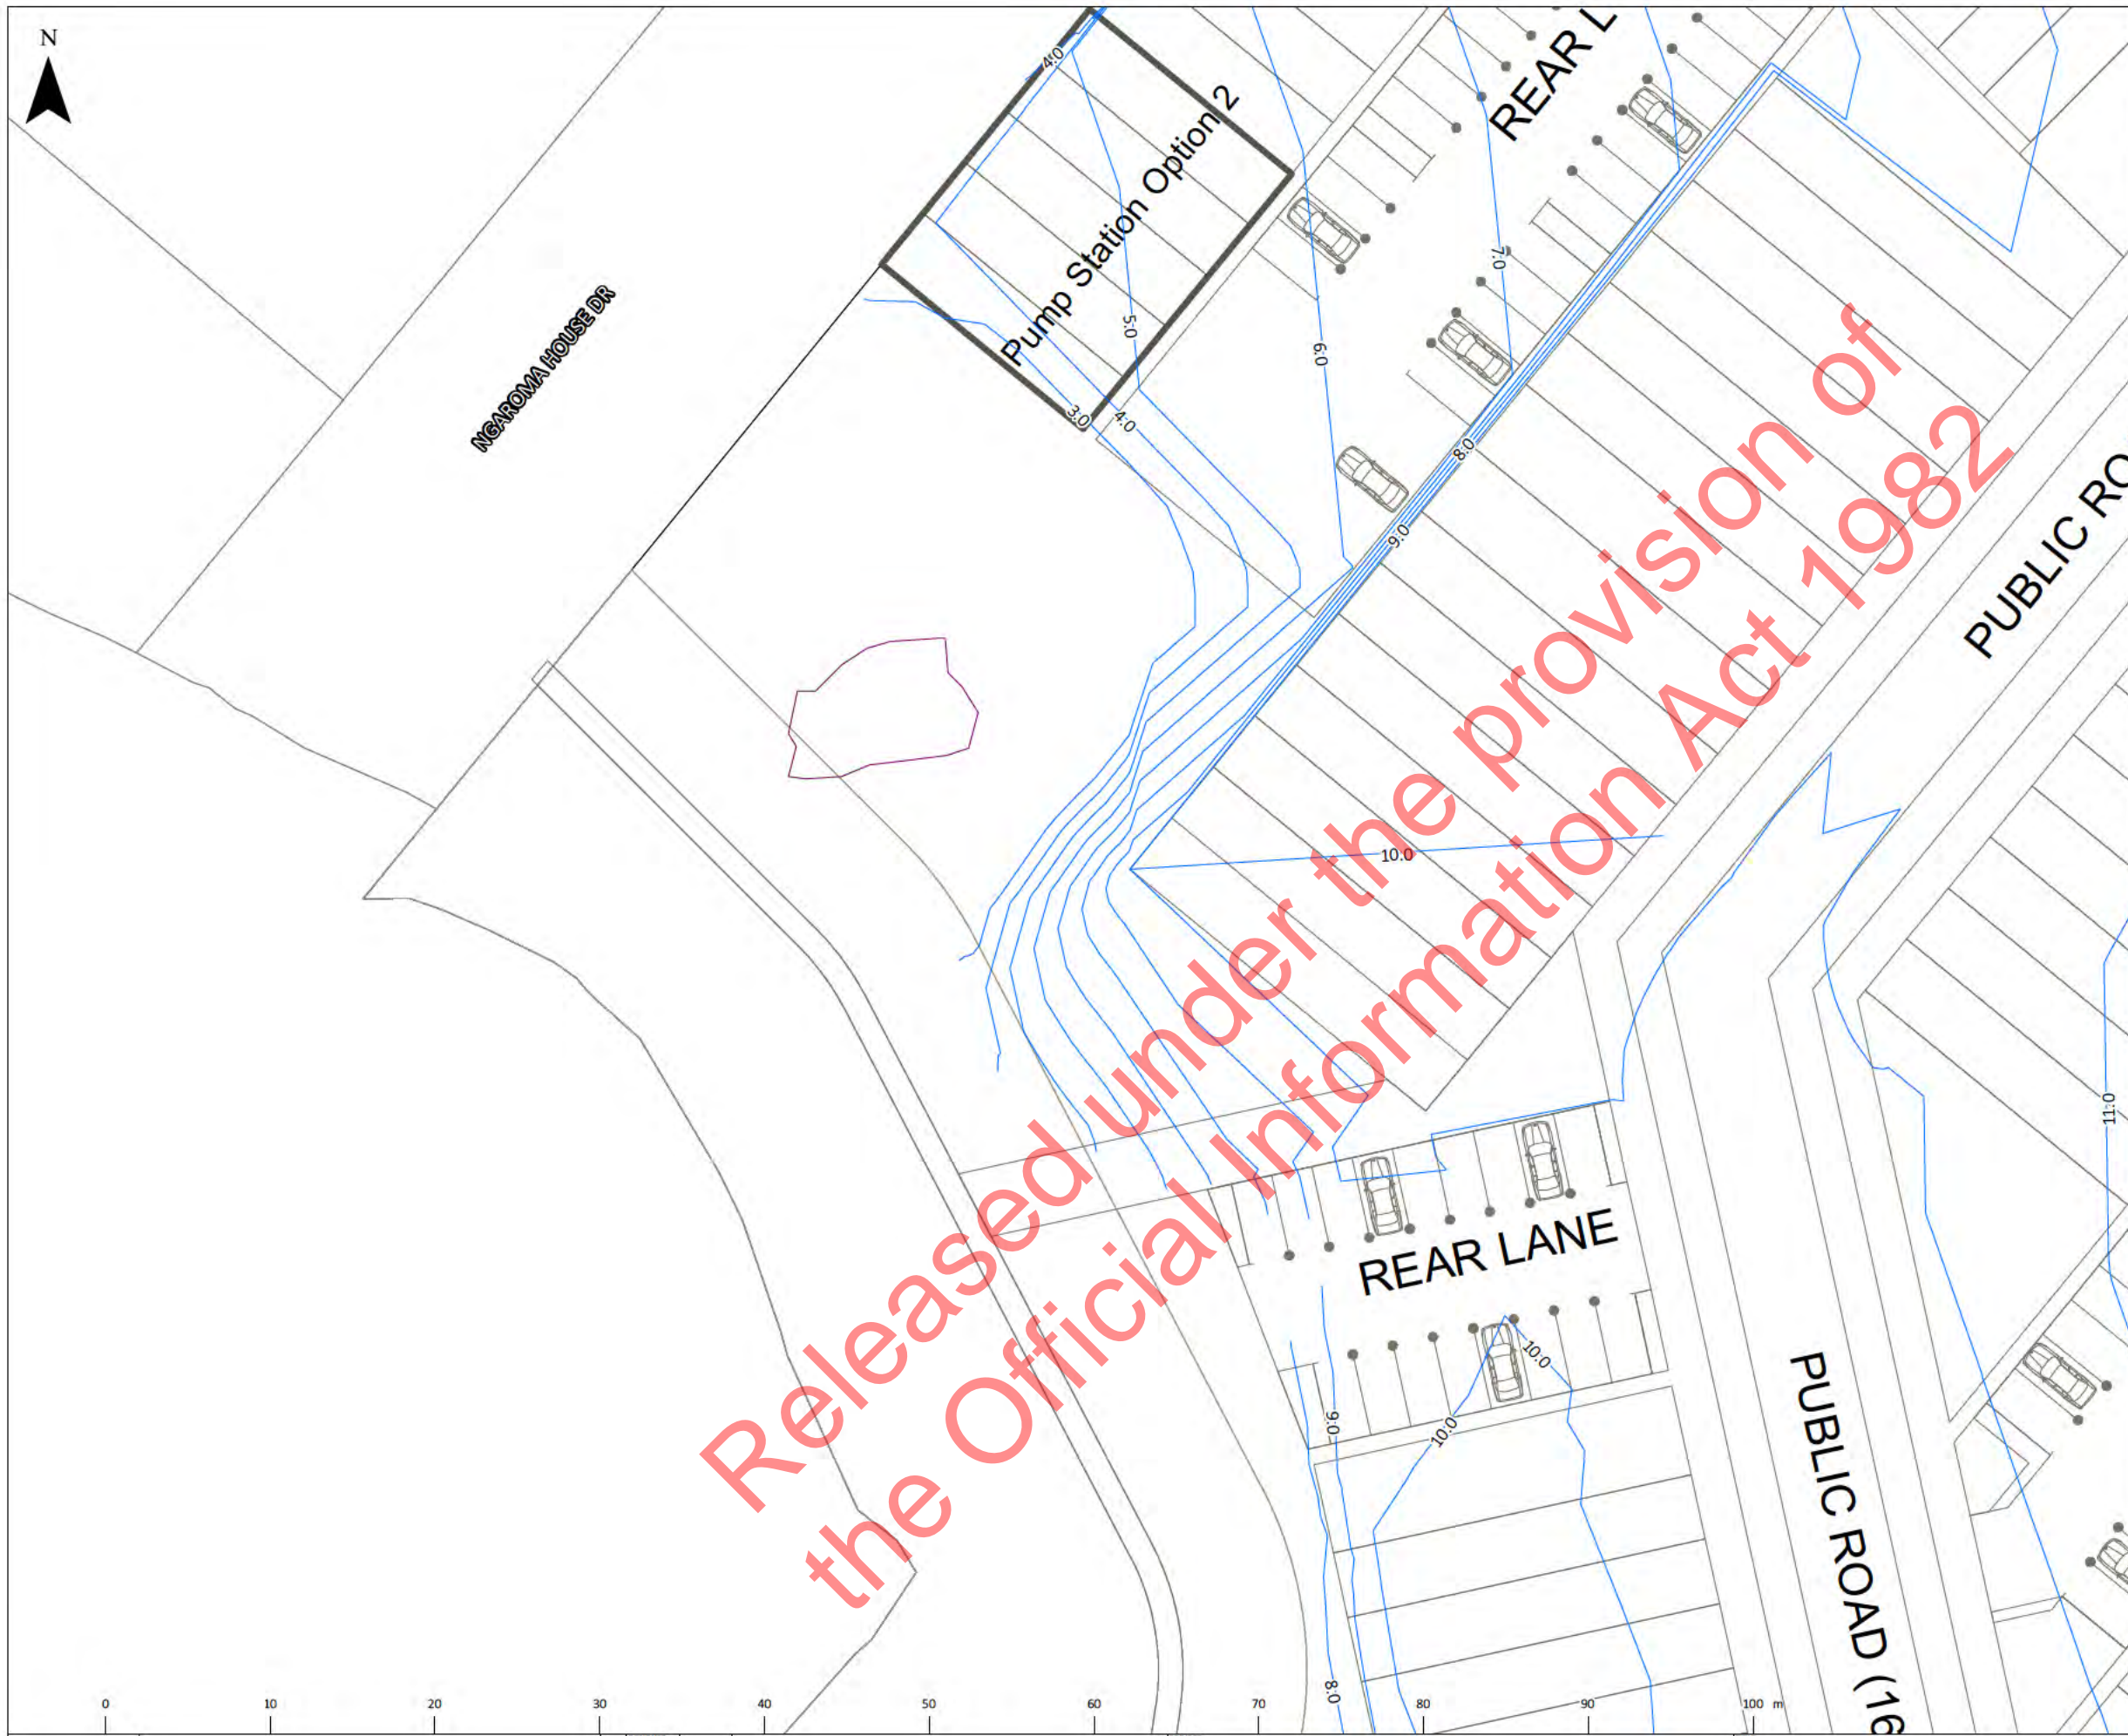 N
4.0
REAR L
Pump Station Option 2
NGAROMA HOUSE DR
7.0
5.0
6.0
3.0
4.0
8.0
9.0
PUBLIC RO
10.0
Released under the provision of
the Official Information Act 1982
11.0
REAR LANE
10.0
9.0
10.0
PUBLIC ROAD (16
8.0
0 10 20 30 40 50 60 70 80 90 100 m